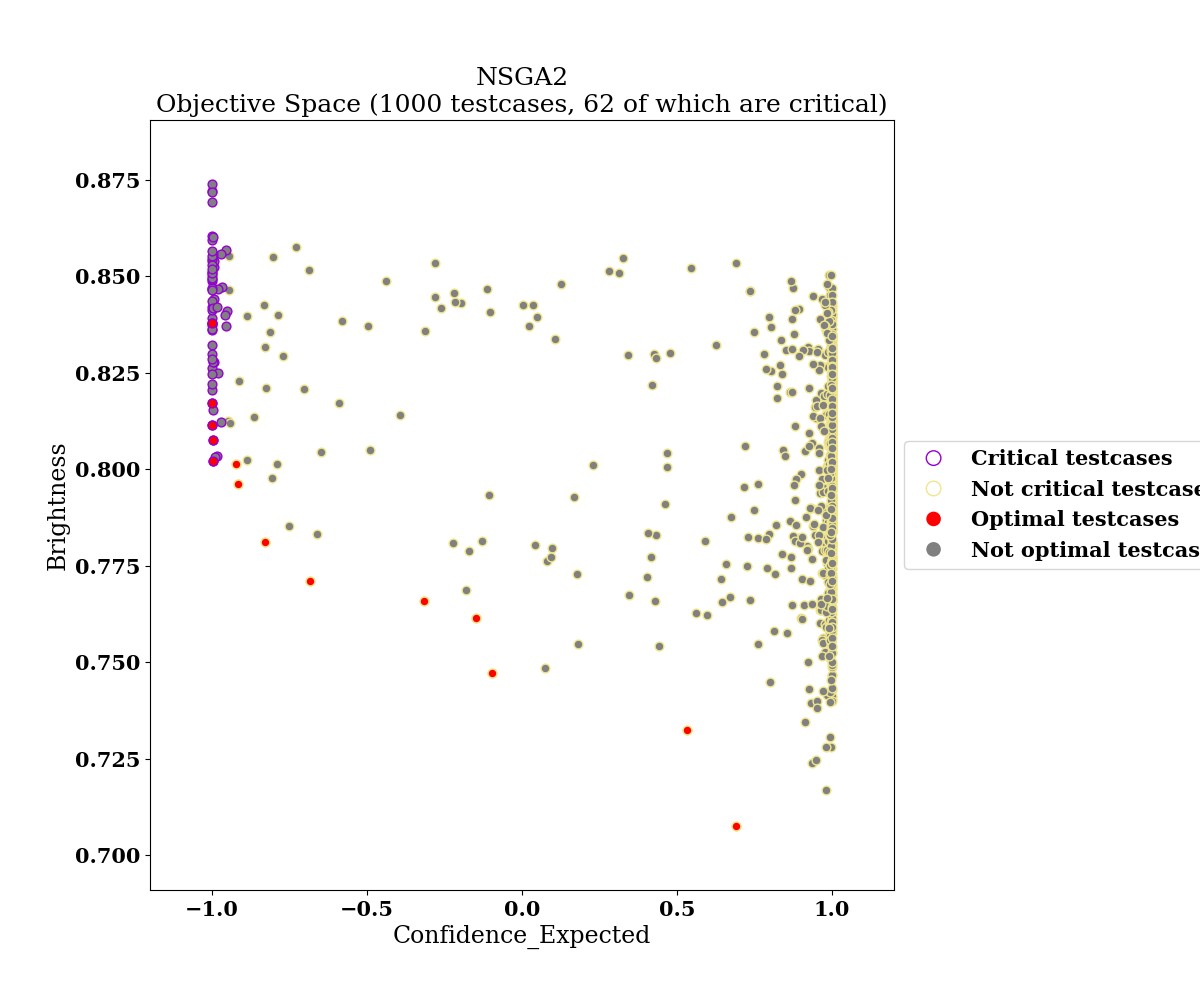 NSGA2
Objective Space (1000 testcases, 62 of which are critical)
0.875
0.850
0.825
0.800
0.775
0.750
0.725
0.700
Brightness
−1.0
−0.5
0.0
0.5
1.0
Confidence_Expected
Critical testcases
Not critical testcase
Optimal testcases
Not optimal testcas